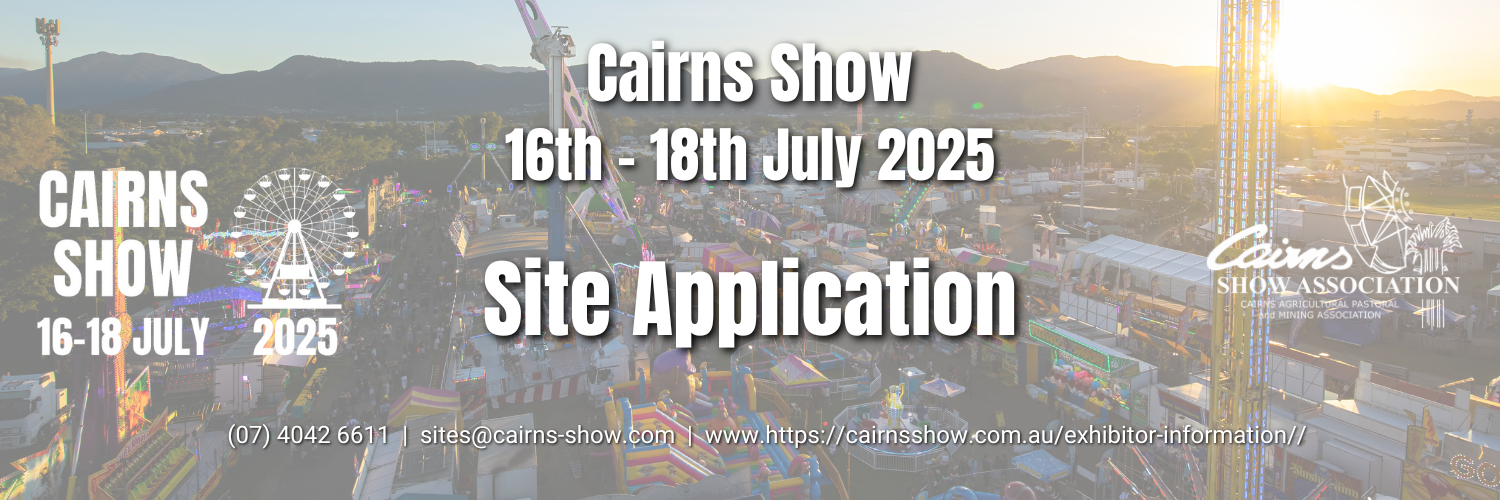 Cairns Show
16th - 18th July 2025
CAIRNS
SHOW
16-18 JULY 2025
Site Application
Cairns
SHOW ASSOCIATION
CAIRNS AGRICULTURAL PASTORAL
and MINING ASSOCIATION
(07) 4042 6611 | sites@cairns-show.com | www.https://cairnsshow.com.au/exhibitor-information//